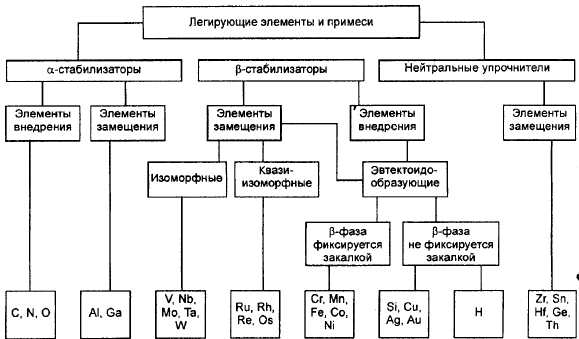 Легирующие элементы и примеси
α-стабилизаторы
β-стабилизаторы
Нейтральные упрочнители
Элементы
внедрения
Элементы
замещения
Элементы
замещения
Элементы
внедрония
Элементы
замещения
Изоморфные
Квази-
изоморфные
Эвтектоидо-
образующие
β-фаза
фиксируется
закалкой
β-фаза
не фиксируется
закалкой
C, N, O
Al, Ga
V, Nb,
Mo, Ta,
W
Ru, Rh,
Re, Os
Cr, Mn,
Fe, Co,
Ni
Si, Cu,
Ag, Au
H
Zr, Sn,
Hf, Ge,
Th